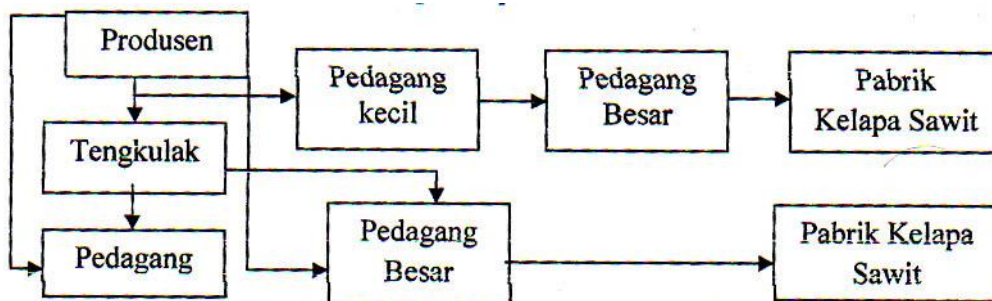 Produsen
Pedagang
kecil
Pedagang
Besar
Pabrik
Kelapa Sawit
Tengkulak
Pedagang
Pedagang
Besar
Pabrik Kelapa
Sawit